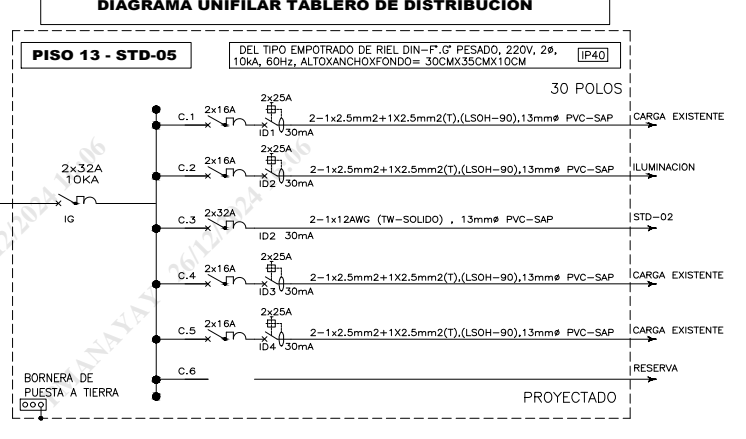 DIAGRAMA UNIFILAR TABLERO DE DISTRIBUCION
PISO 13 - STD-05
DEL TIPO EMPOTRADO DE RIEL DIN-F°.G° PESADO, 220V, 2ø,
10kA, 60Hz, ALTOXANCHOXFONDO= 30CMX35CMX10CM
IP40
30 POLOS
2x32A
10KA
IG
C.1
2x16A
2x25A
ID1 30mA
2-1x2.5mm2+1X2.5mm2(T),(LSOH-90),13mmø PVC-SAP
CARGA EXISTENTE
C.2
2x16A
2x25A
ID2 30mA
2-1x2.5mm2+1X2.5mm2(T),(LSOH-90),13mmø PVC-SAP
ILUMINACION
C.3
2x32A
ID2 30mA
2-1x12AWG (TW-SOLIDO) , 13mmø PVC-SAP
STD-02
C.4
2x16A
2x25A
ID3 30mA
2-1x2.5mm2+1X2.5mm2(T),(LSOH-90),13mmø PVC-SAP
CARGA EXISTENTE
C.5
2x16A
2x25A
ID4 30mA
2-1x2.5mm2+1X2.5mm2(T),(LSOH-90),13mmø PVC-SAP
CARGA EXISTENTE
C.6
RESERVA
BORNERA DE
PUESTA A TIERRA
PROYECTADO
26/12/2024